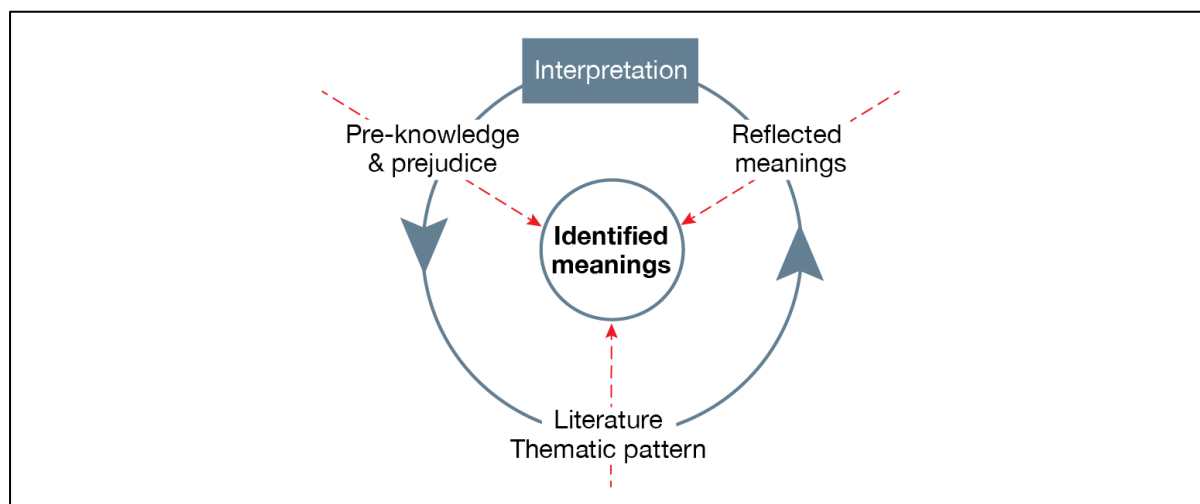 Interpretation
Pre-knowledge
& prejudice
Reflected
meanings
Identified
meanings
Literature
Thematic pattern